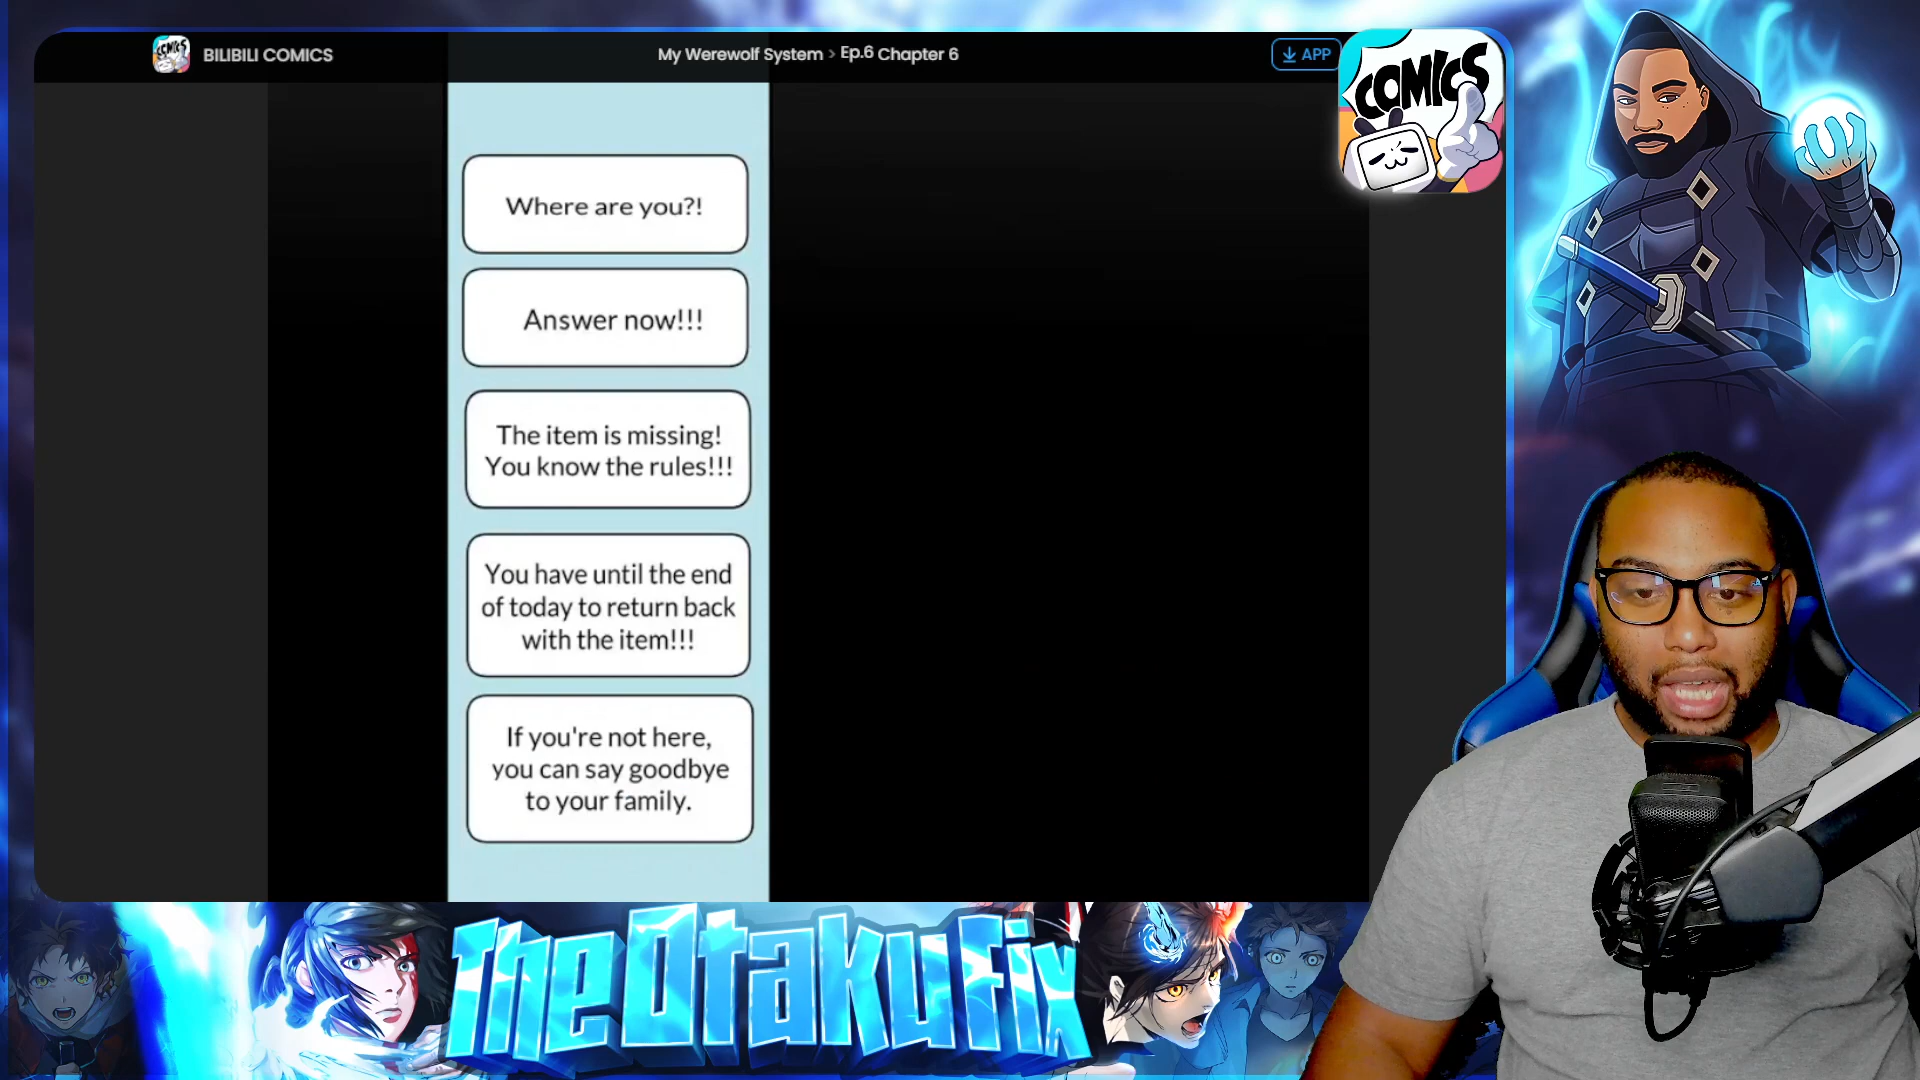 BILIBILI COMICS
My Werewolf System > Ep.6 Chapter 6
APP
COMICS
COMICS
Where are you?!
Answer now!!!
The item is missing!
You know the rules!!!
You have until the end
of today to return back
with the item!!!
If you're not here,
you can say goodbye
to your family.
TheOtakuFix